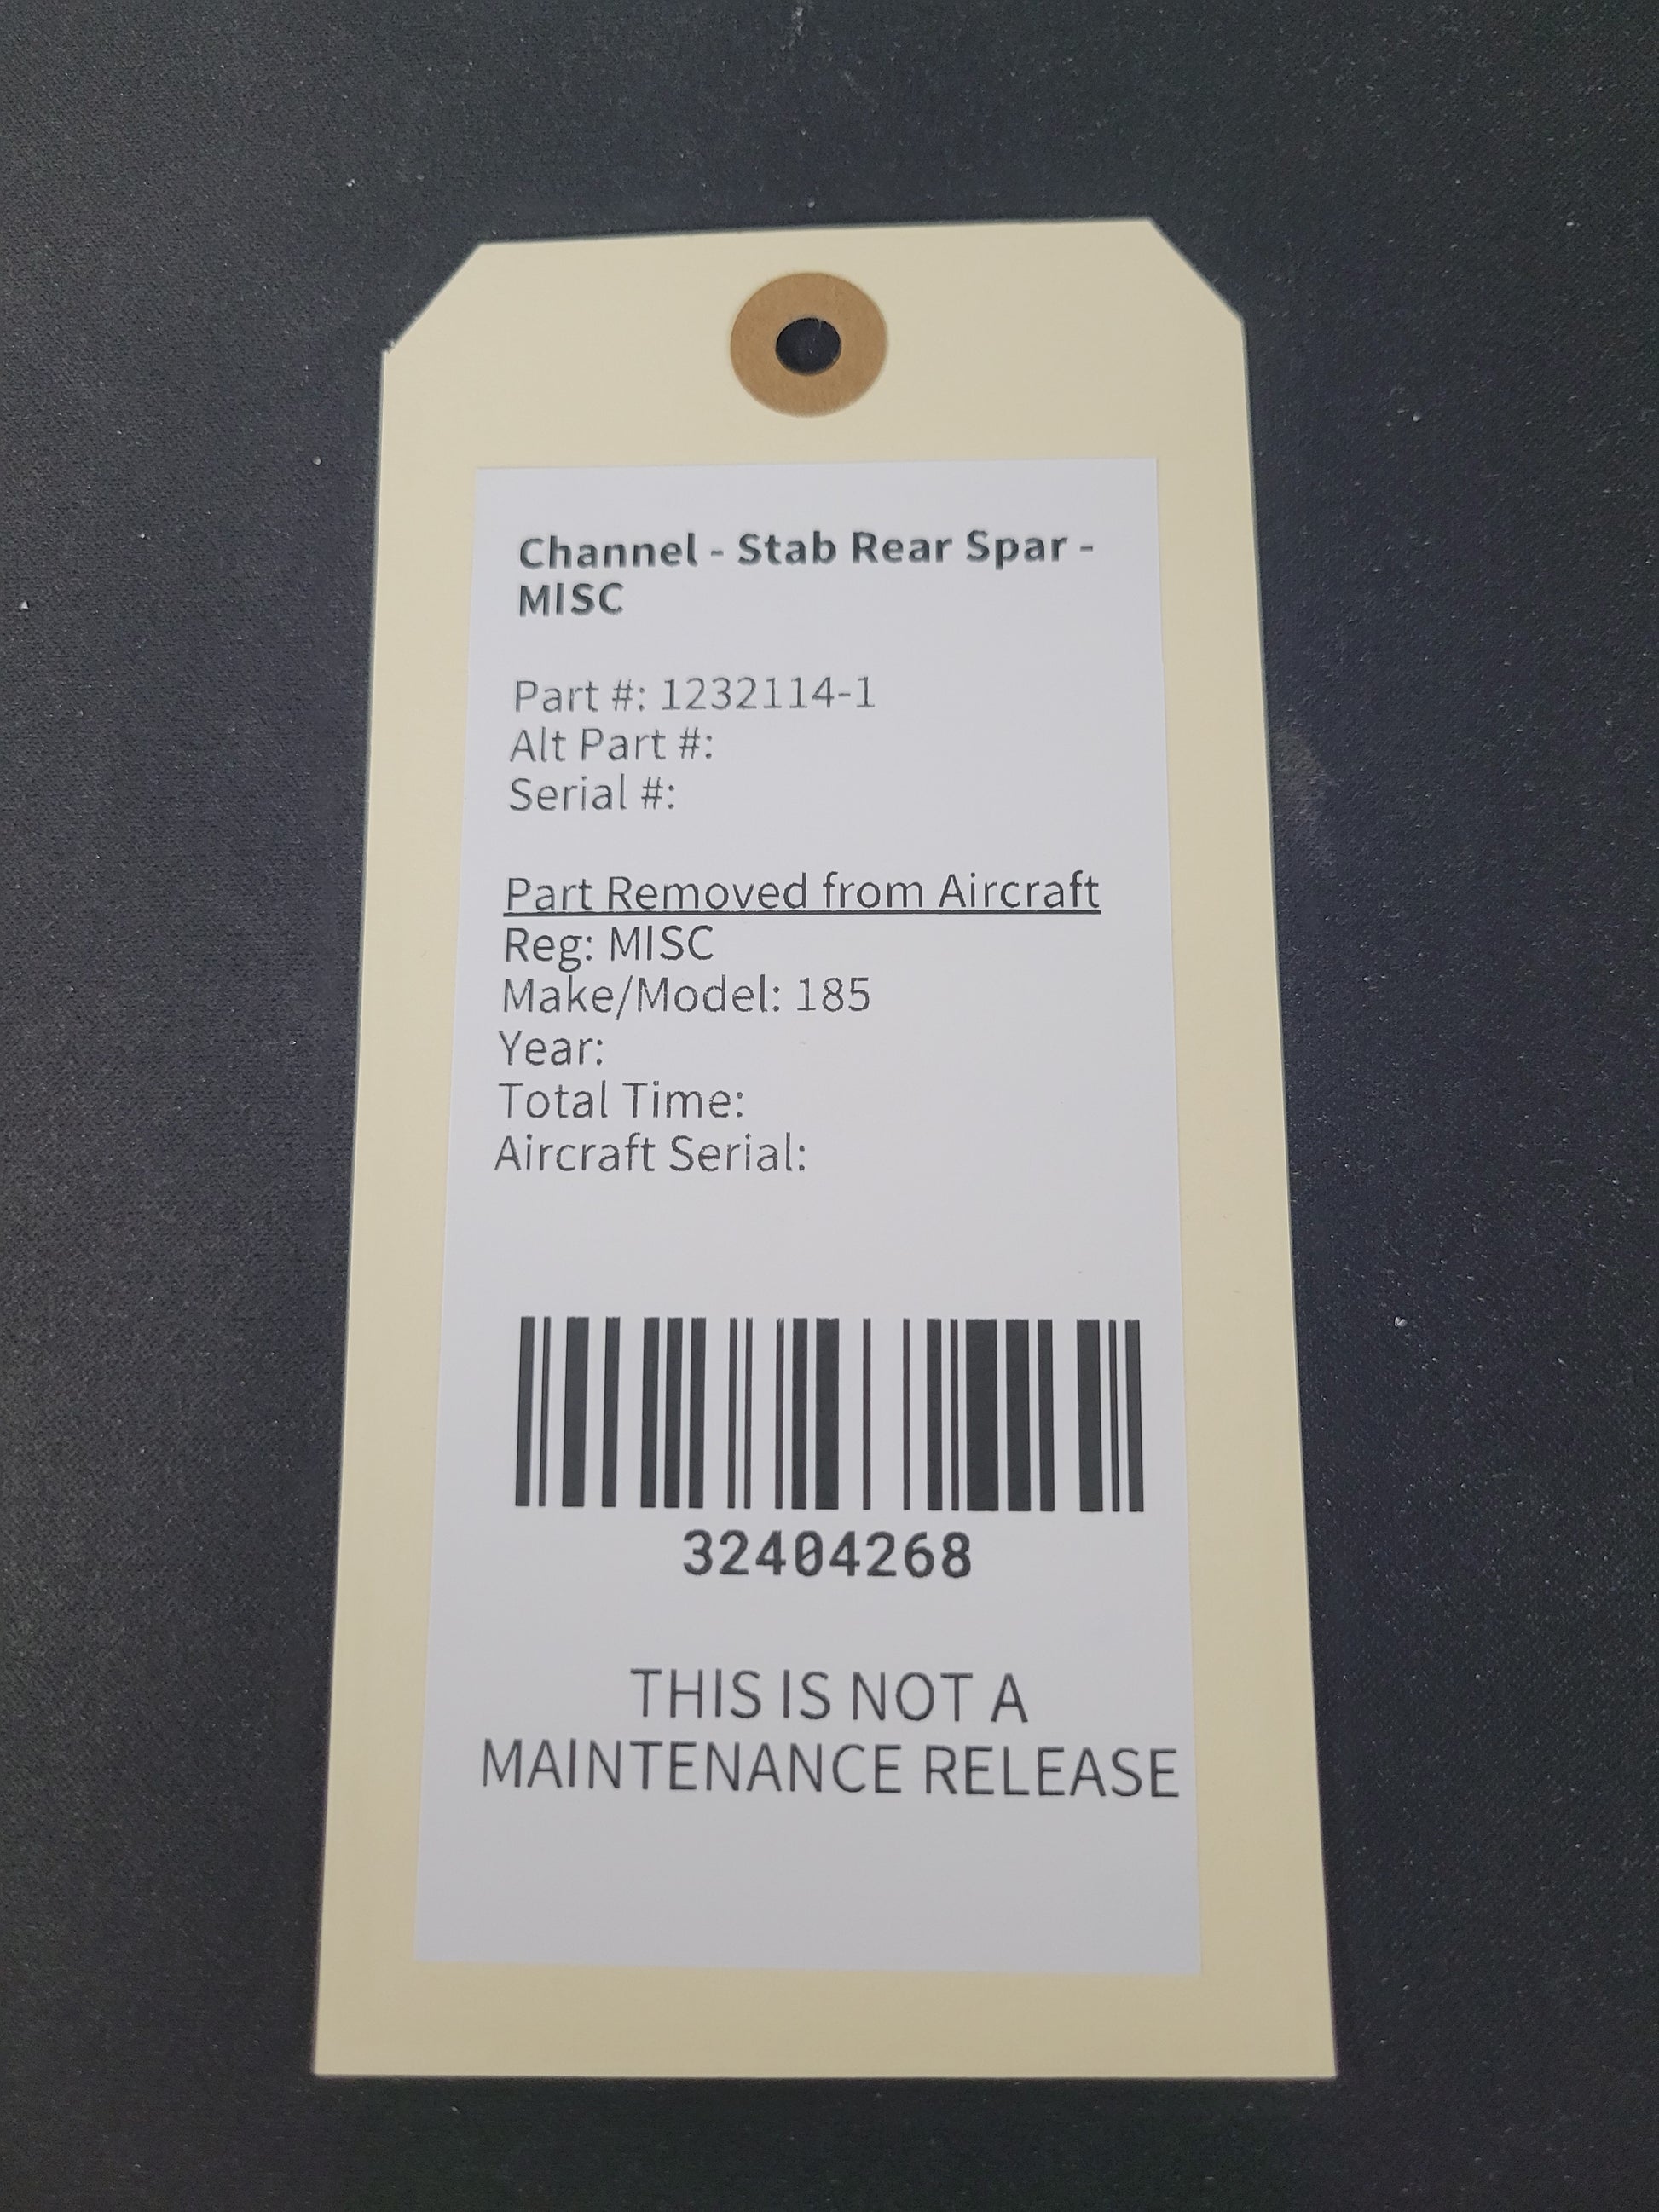 Channel - Stab Rear Spar -
MISC
Part #: 1232114-1
Alt Part #:
Serial #:
Part Removed from Aircraft
Reg: MISC
Make/Model: 185
Year:
Total Time:
Aircraft Serial:
32404268
THIS IS NOT A
MAINTENANCE RELEASE